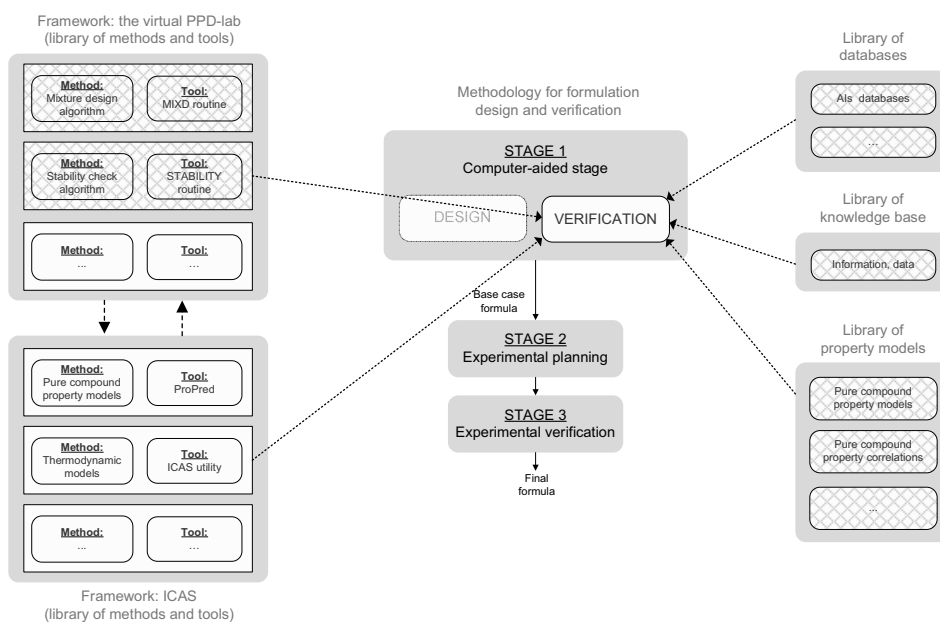 Framework: the virtual PPD-lab
(library of methods and tools)
Method:
Mixture design
algorithm
Tool:
MIXD routine
Method:
Stability check
algorithm
Tool:
STABILITY
routine
Method:
...
Tool:
...
Method:
Pure compound
property models
Tool:
ProPred
Method:
Thermodynamic
models
Tool:
ICAS utility
Method:
...
Tool:
...
Framework: ICAS
(library of methods and tools)
Methodology for formulation
design and verification
STAGE 1
Computer-aided stage
DESIGN
VERIFICATION
Base case
formula
STAGE 2
Experimental planning
STAGE 3
Experimental verification
Final
formula
Library of
databases
AIs databases
...
Library of
knowledge base
Information, data
Library of
property models
Pure compound
property models
Pure compound
property correlations
...